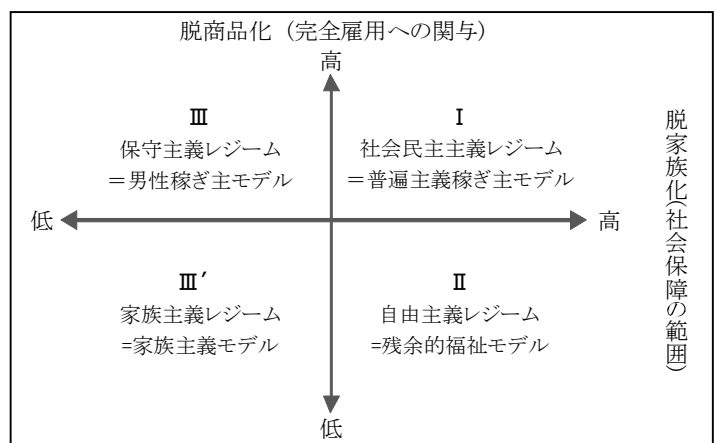 脱商品化（完全雇用への関与）
高
Ⅲ
保守主義レジーム
＝男性稼ぎ主モデル
Ⅰ
社会民主主義レジーム
＝普遍主義稼ぎ主モデル
脱家族化（社会保障の範囲）
低
高
Ⅲ′
家族主義レジーム
=家族主義モデル
Ⅱ
自由主義レジーム
=残余的福祉モデル
低